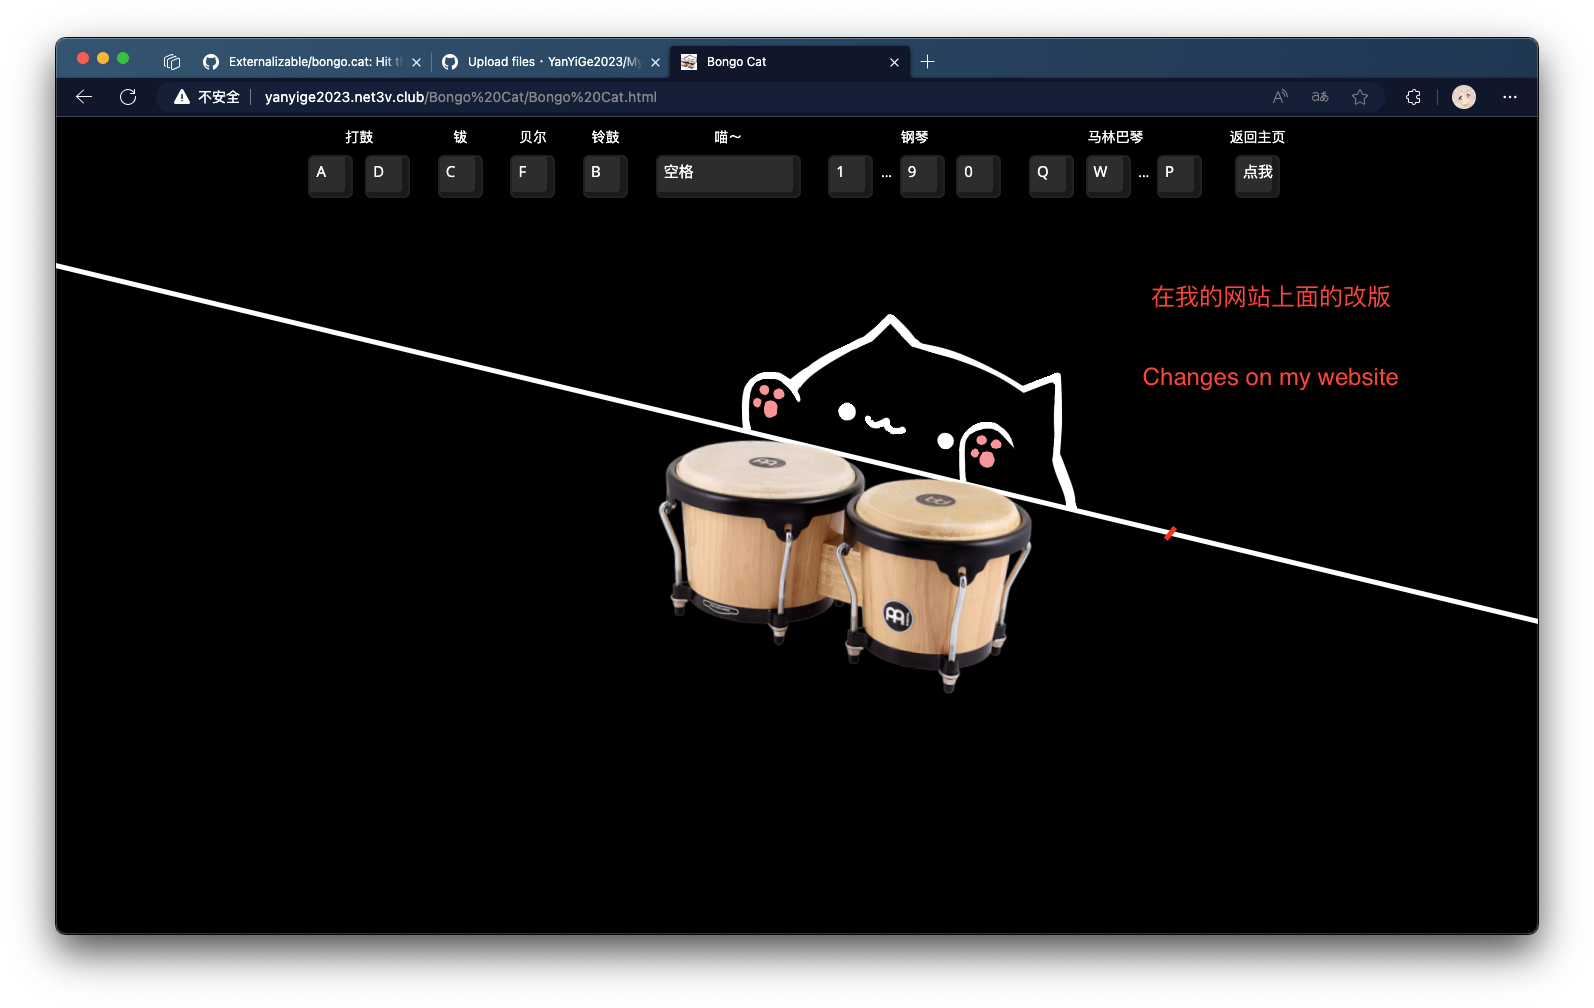 Externalizable/bongo.cat: Hit t
Upload files · YanYiGe2023/My
Bongo Cat
不安全
yanyige2023.net3v.club/Bongo%20Cat/Bongo%20Cat.html
打鼓 钹 贝尔 铃鼓 喵～ 钢琴 马林巴琴 返回主页
A D C F B 空格 1 ... 9 0 Q W ... P 点我
在我的网站上面的改版
Changes on my website